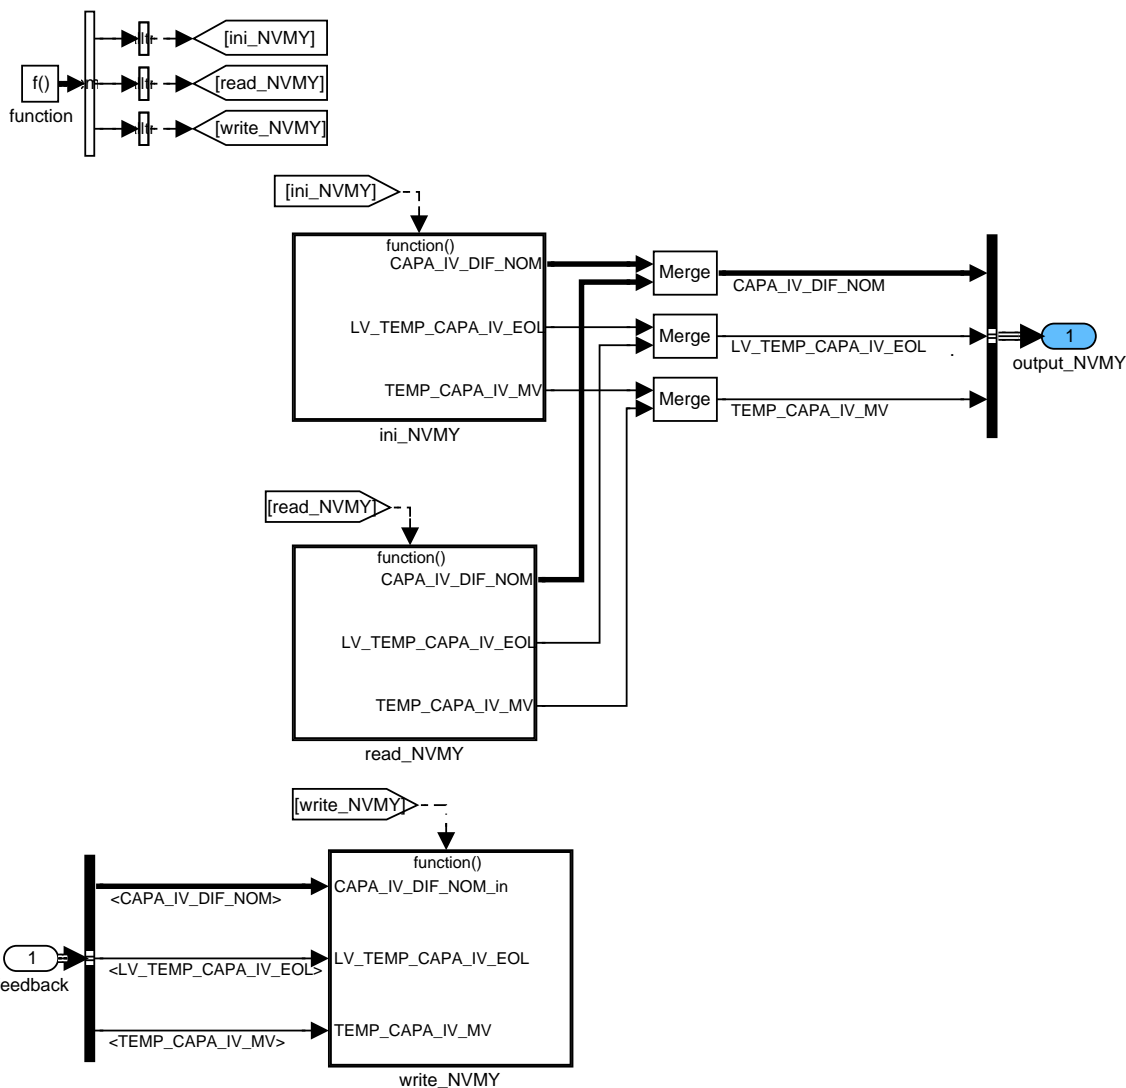 [ini_NVMY]
f()
[read_NVMY]
function
[write_NVMY]
[ini_NVMY]
function()
CAPA_IV_DIF_NOM
Merge
CAPA_IV_DIF_NOM
LV_TEMP_CAPA_IV_EOL
Merge
LV_TEMP_CAPA_IV_EOL
1
output_NVMY
TEMP_CAPA_IV_MV
Merge
TEMP_CAPA_IV_MV
ini_NVMY
[read_NVMY]
function()
CAPA_IV_DIF_NOM
LV_TEMP_CAPA_IV_EOL
TEMP_CAPA_IV_MV
read_NVMY
[write_NVMY]
function()
CAPA_IV_DIF_NOM_in
<CAPA_IV_DIF_NOM>
1
eedback
LV_TEMP_CAPA_IV_EOL
<LV_TEMP_CAPA_IV_EOL>
TEMP_CAPA_IV_MV
<TEMP_CAPA_IV_MV>
write_NVMY